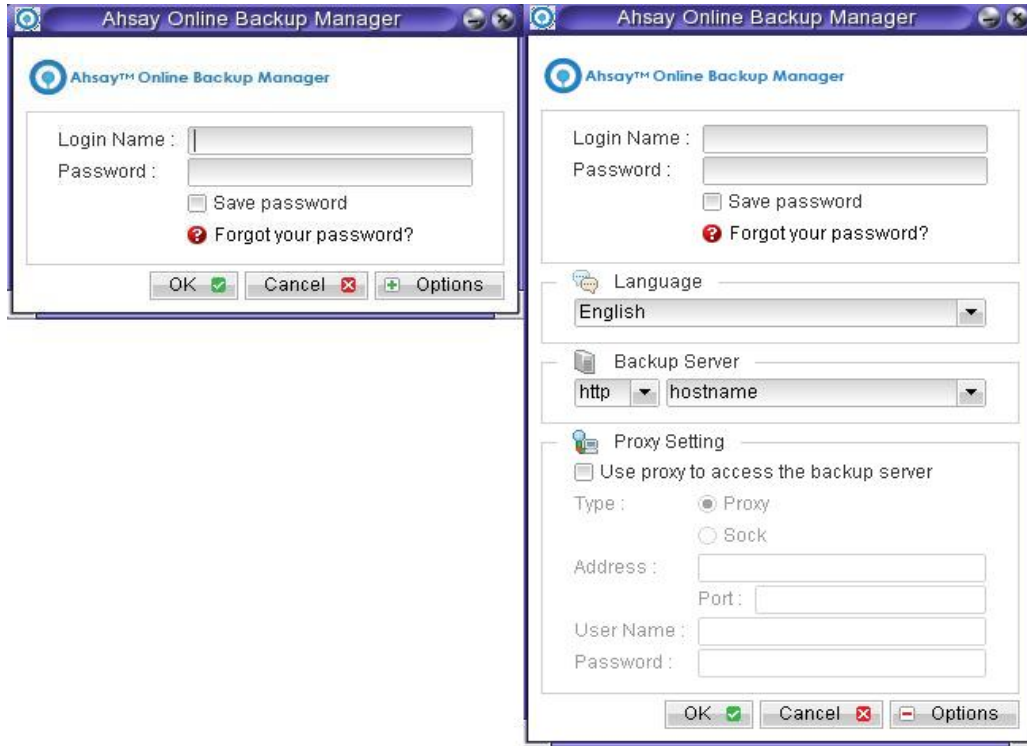 Ahsay Online Backup Manager
Ahsay™ Online Backup Manager
Login Name :
Password :
Save password
Forgot your password?
OK Cancel Options
Ahsay Online Backup Manager
Ahsay™ Online Backup Manager
Login Name :
Password :
Save password
Forgot your password?
Language
English
Backup Server
http hostname
Proxy Setting
Use proxy to access the backup server
Type : Proxy
Sock
Address :
Port :
User Name :
Password :
OK Cancel Options